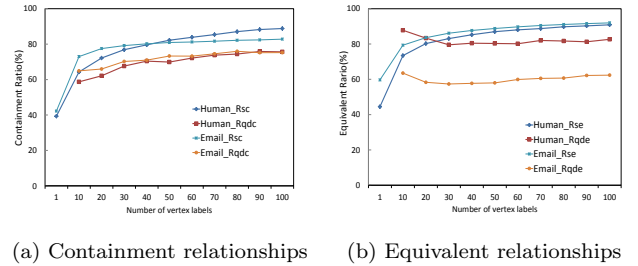 100
80
60
40
20
0
Containment Ratio(%)
Human_Rsc
Human_Rqdc
Email_Rsc
Email_Rqdc
1 10 20 30 40 50 60 70 80 90 100
Number of vertex labels
(a) Containment relationships
100
80
60
40
20
0
Equivalent Rario(%)
Human_Rse
Human_Rqde
Email_Rse
Email_Rqde
1 10 20 30 40 50 60 70 80 90 100
Number of vertex labels
(b) Equivalent relationships